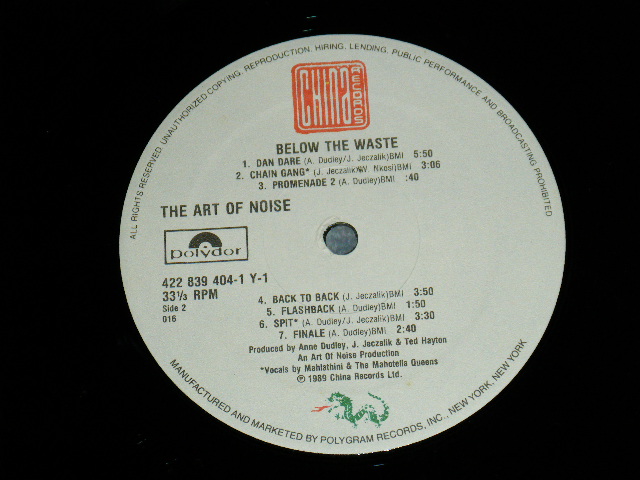 ALL RIGHTS RESERVED. UNAUTHORIZED COPYING. REPRODUCTION. HIRING. LENDING. PUBLIC PERFORMANCE AND BROADCASTING PROHIBITED
CHINA RECORDS
BELOW THE WASTE
1. DAN DARE (A. Dudley/J. Jeczalik)BMI 5:50
2. CHAIN GANG* (J. Jeczalik/W. Nkosi)BMI 3:06
3. PROMENADE 2 (A. Dudley)BMI :40
THE ART OF NOISE
polydor
422 839 404-1 Y-1
33⅓ RPM
Side 2
016
4. BACK TO BACK (J. Jeczalik)BMI 3:50
5. FLASHBACK (A. Dudley)BMI 1:50
6. SPIT* (A. Dudley/J. Jeczalik)BMI 3:30
7. FINALE (A. Dudley)BMI 2:40
Produced by Anne Dudley, J. Jeczalik & Ted Hayton
An Art Of Noise Production
*Vocals by Mahlathini & The Mahotella Queens
℗ 1989 China Records Ltd.
MANUFACTURED AND MARKETED BY POLYGRAM RECORDS, INC., NEW YORK, NEW YORK